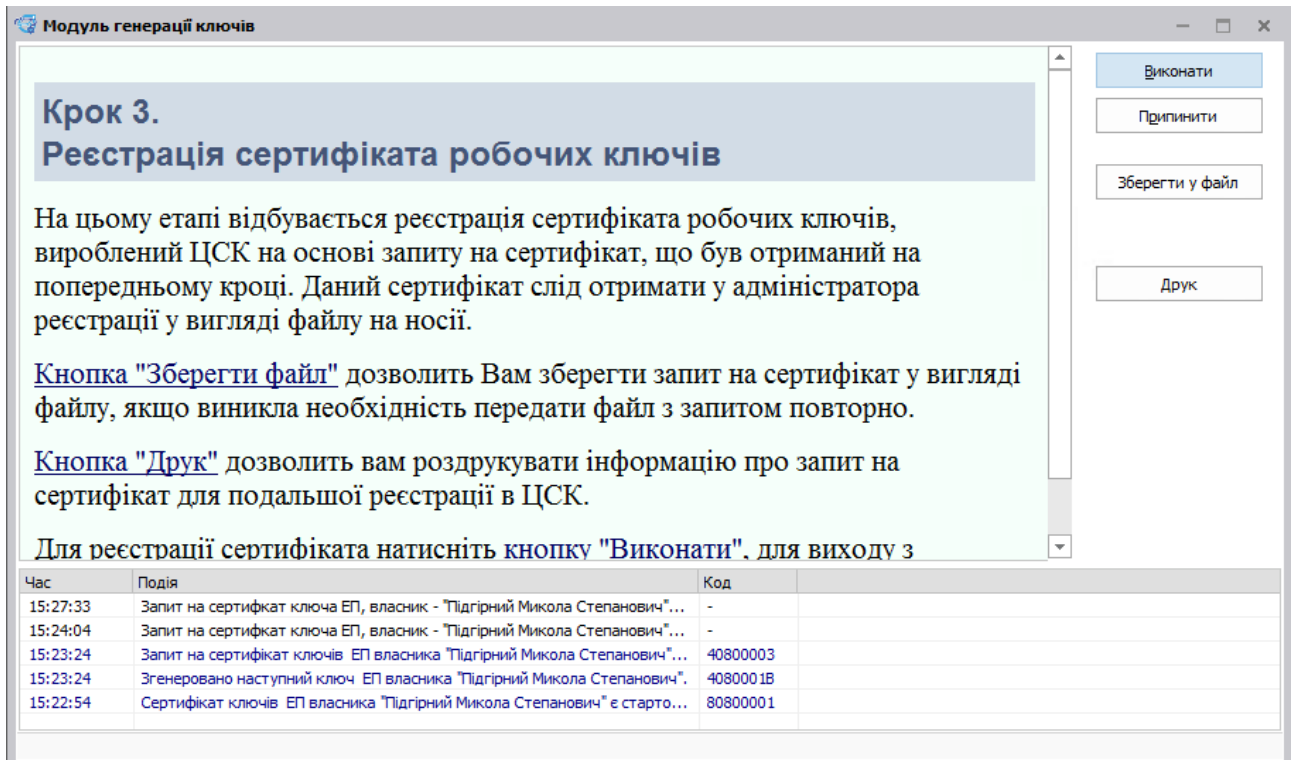 Модуль генерації ключів
Крок 3.
Реєстрація сертифіката робочих ключів
На цьому етапі відбувається реєстрація сертифіката робочих ключів,
вироблений ЦСК на основі запиту на сертифікат, що був отриманий на
попередньому кроці. Даний сертифікат слід отримати у адміністратора
реєстрації у вигляді файлу на носії.
Кнопка "Зберегти файл" дозволить Вам зберегти запит на сертифікат у вигляді
файлу, якщо виникла необхідність передати файл з запитом повторно.
Кнопка "Друк" дозволить вам роздрукувати інформацію про запит на
сертифікат для подальшої реєстрації в ЦСК.
Для реєстрації сертифіката натисніть кнопку "Виконати", для виходу з
Виконати
Припинити
Зберегти у файл
Друк
Час Подія Код
15:27:33 Запит на сертифкат ключа ЕП, власник - "Підгірний Микола Степанович"... -
15:24:04 Запит на сертифкат ключа ЕП, власник - "Підгірний Микола Степанович"... -
15:23:24 Запит на сертифікат ключів ЕП власника "Підгірний Микола Степанович"... 40800003
15:23:24 Згенеровано наступний ключ ЕП власника "Підгірний Микола Степанович". 4080001B
15:22:54 Сертифікат ключів ЕП власника "Підгірний Микола Степанович" є старто... 80800001